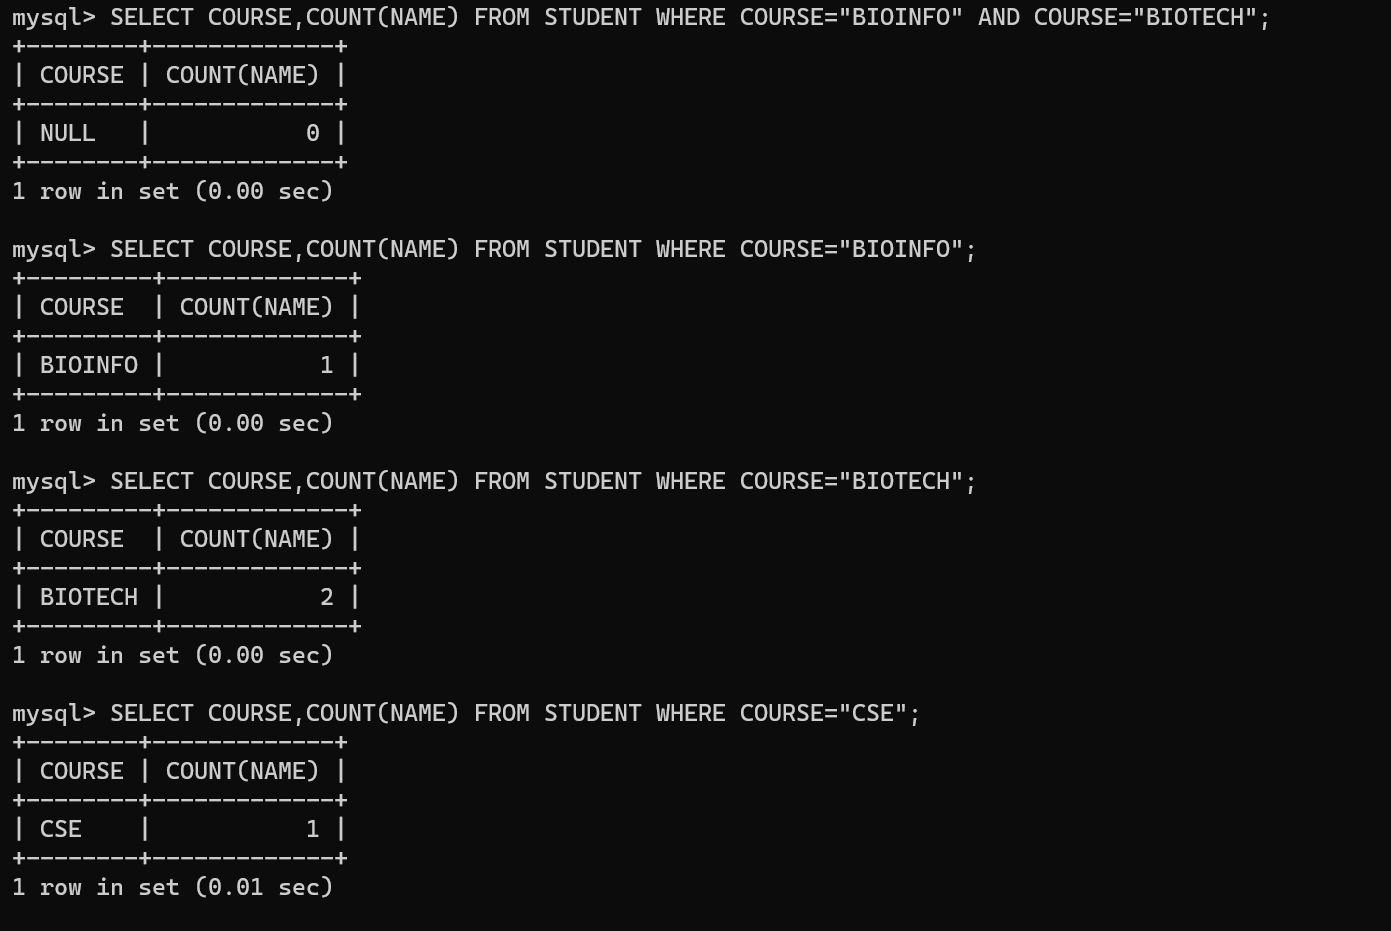 mysql> SELECT COURSE,COUNT(NAME) FROM STUDENT WHERE COURSE="BIOINFO" AND COURSE="BIOTECH";
+--------+-------------+
| COURSE | COUNT(NAME) |
+--------+-------------+
| NULL   |           0 |
+--------+-------------+
1 row in set (0.00 sec)

mysql> SELECT COURSE,COUNT(NAME) FROM STUDENT WHERE COURSE="BIOINFO";
+---------+-------------+
| COURSE  | COUNT(NAME) |
+---------+-------------+
| BIOINFO |           1 |
+---------+-------------+
1 row in set (0.00 sec)

mysql> SELECT COURSE,COUNT(NAME) FROM STUDENT WHERE COURSE="BIOTECH";
+---------+-------------+
| COURSE  | COUNT(NAME) |
+---------+-------------+
| BIOTECH |           2 |
+---------+-------------+
1 row in set (0.00 sec)

mysql> SELECT COURSE,COUNT(NAME) FROM STUDENT WHERE COURSE="CSE";
+--------+-------------+
| COURSE | COUNT(NAME) |
+--------+-------------+
| CSE    |           1 |
+--------+-------------+
1 row in set (0.01 sec)